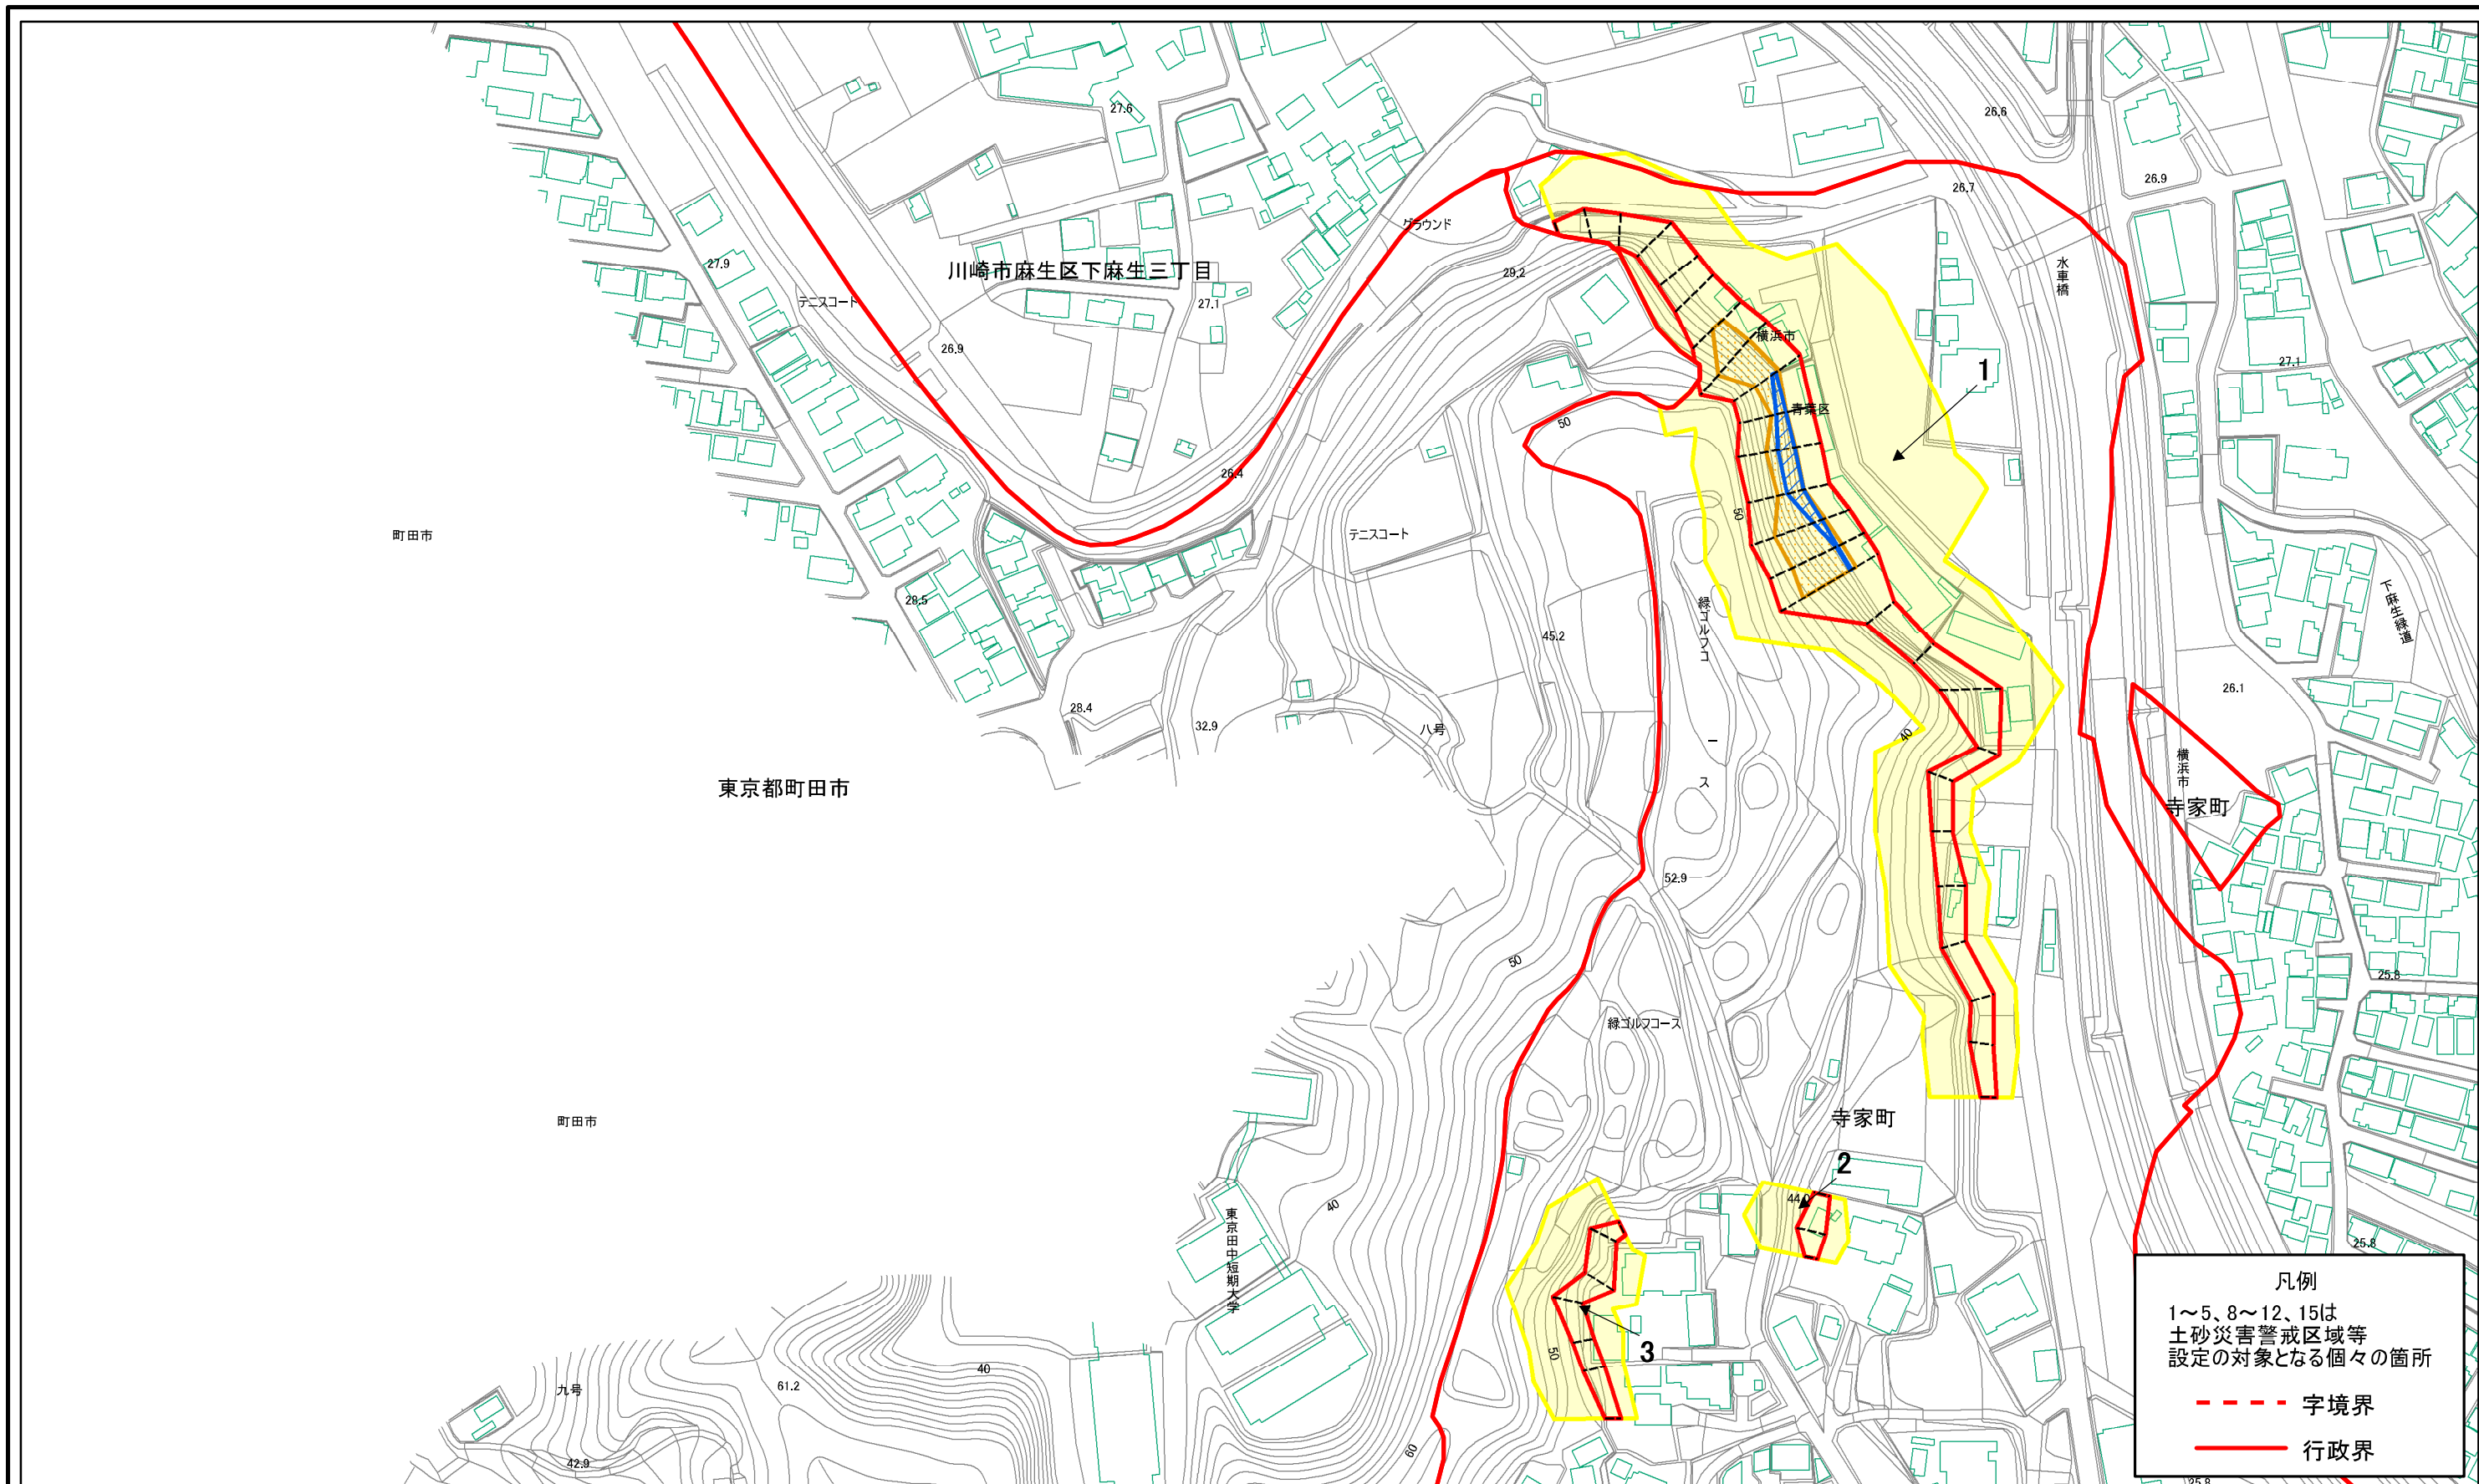 27.6
26.6
26.9
26.7
グラウンド
27.9
川崎市麻生区下麻生三丁目
29.2
水車橋
テニスコート
27.1
横浜市
26.9
27.1
1
青葉区
50
26.4
50
町田市
テニスコート
28.5
緑ゴルフコース
下麻生緑道
45.2
26.1
28.4
32.9
八号
40
横浜市
東京都町田市
寺家町
52.9
50
25.8
緑ゴルフコース
町田市
寺家町
2
44.0
40
東京田中短期大学
25.8
3
50
40
61.2
九号
60
42.9
凡例
1～5、8～12、15は
土砂災害警戒区域等
設定の対象となる個々の箇所
字境界
行政界
25.8